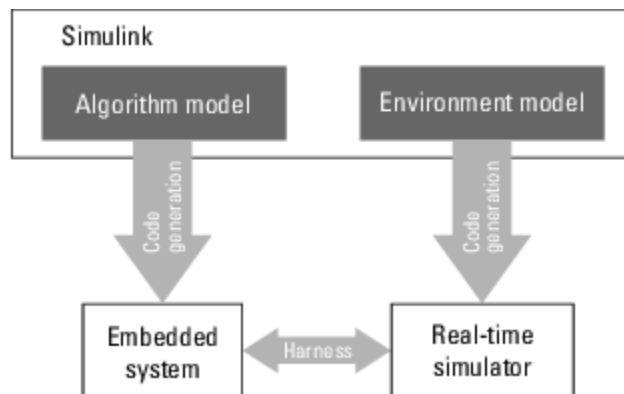 Simulink
Algorithm model
Environment model
Code
generation
Code
generation
Embedded
system
Harness
Real-time
simulator